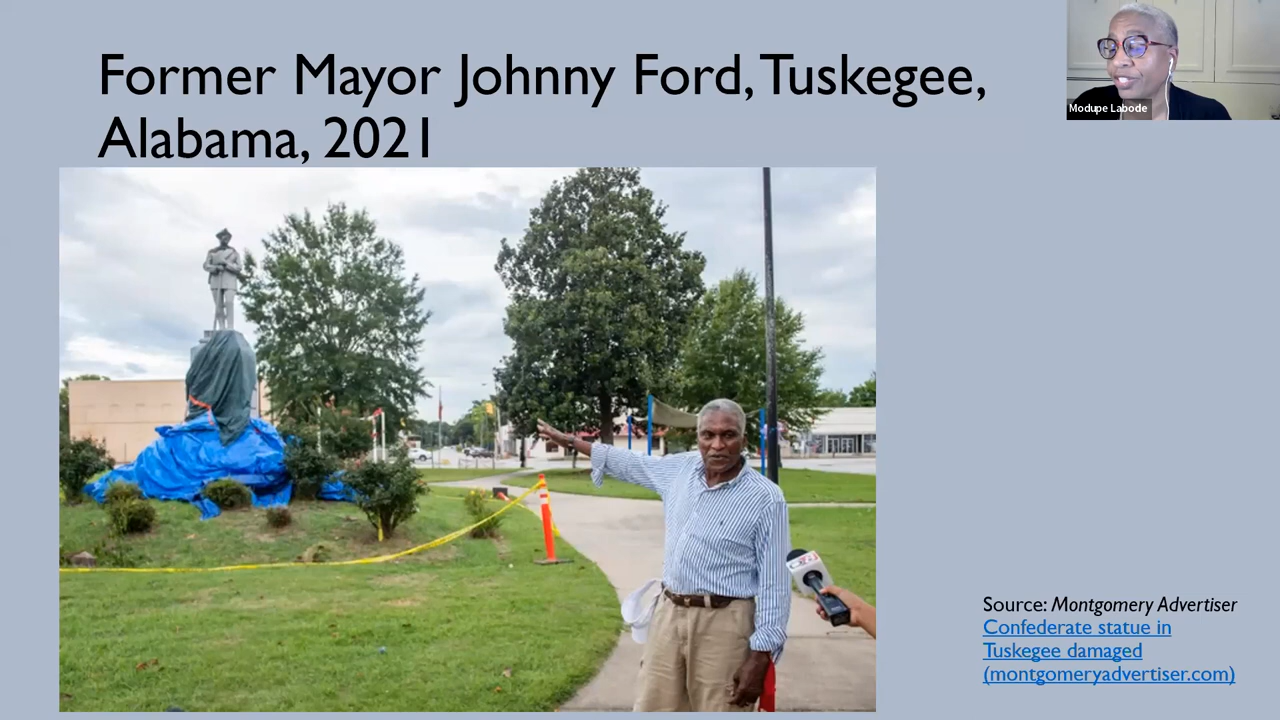 Former Mayor Johnny Ford, Tuskegee,
Alabama, 2021
Modupe Labode
Source: Montgomery Advertiser
Confederate statue in
Tuskegee damaged
(montgomeryadvertiser.com)